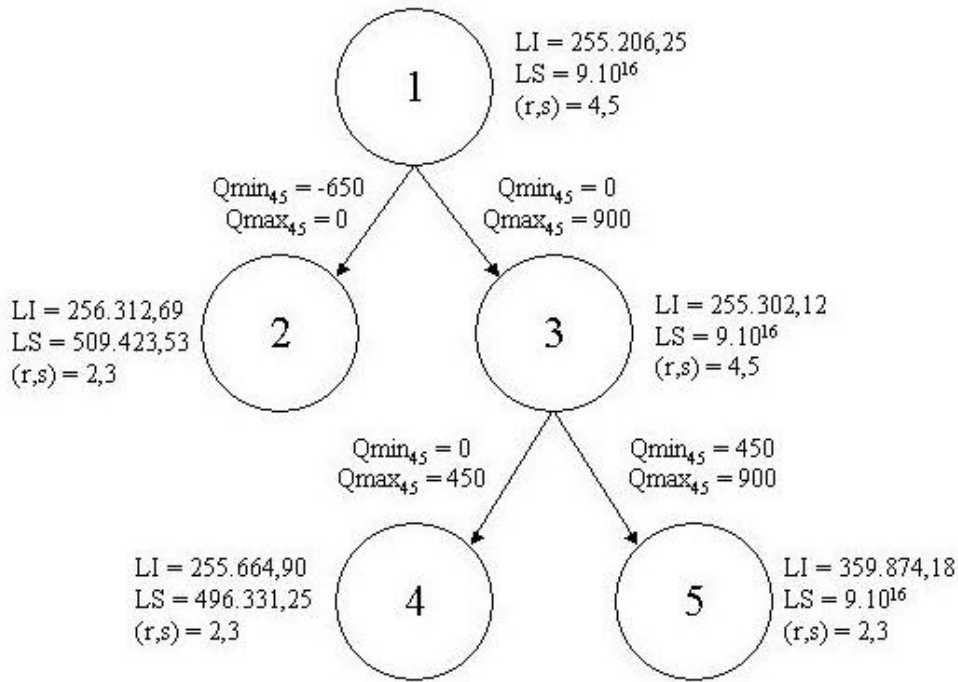 1
LI = 255.206,25
LS = 9.10¹⁶
(r,s) = 4,5
Qmin₄₅ = -650
Qmax₄₅ = 0
Qmin₄₅ = 0
Qmax₄₅ = 900
LI = 256.312,69
LS = 509.423,53
(r,s) = 2,3
2
3
LI = 255.302,12
LS = 9.10¹⁶
(r,s) = 4,5
Qmin₄₅ = 0
Qmax₄₅ = 450
Qmin₄₅ = 450
Qmax₄₅ = 900
LI = 255.664,90
LS = 496.331,25
(r,s) = 2,3
4
5
LI = 359.874,18
LS = 9.10¹⁶
(r,s) = 2,3